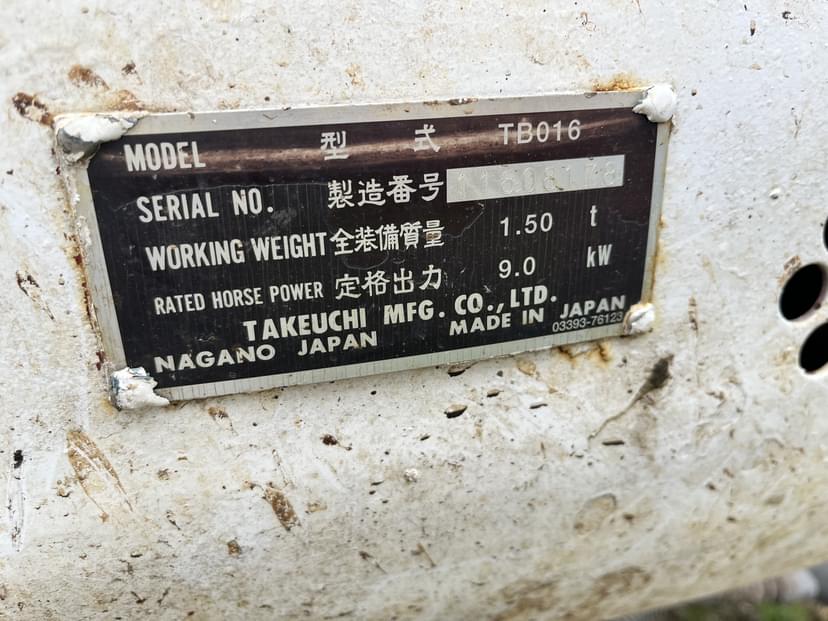 MODEL 型式 TB016
SERIAL NO. 製造番号
WORKING WEIGHT 全装備質量 1.50 t
RATED HORSE POWER 定格出力 9.0 kW
TAKEUCHI MFG. CO., LTD.
NAGANO JAPAN MADE IN JAPAN
03393-76123